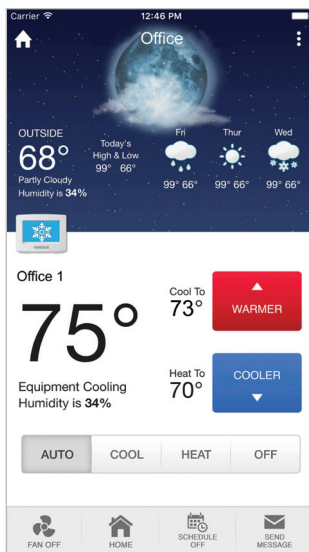 Carrier 12:46 PM
Office
OUTSIDE
68°
Partly Cloudy
Humidity is 34%
Today's
High & Low
99° 66°
Fri
99° 66°
Thur
99° 66°
Wed
99° 66°
Office 1
75°
Equipment Cooling
Humidity is 34%
Cool To
73°
WARMER
Heat To
70°
COOLER
AUTO COOL HEAT OFF
FAN OFF
HOME
SCHEDULE
OFF
SEND
MESSAGE